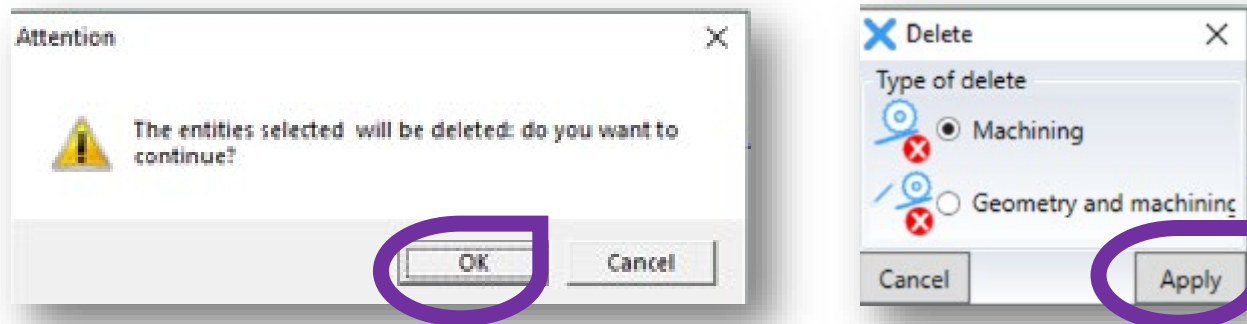 Attention
The entities selected will be deleted: do you want to
continue?
OK
Cancel
Delete
Type of delete
Machining
Geometry and machining
Cancel
Apply